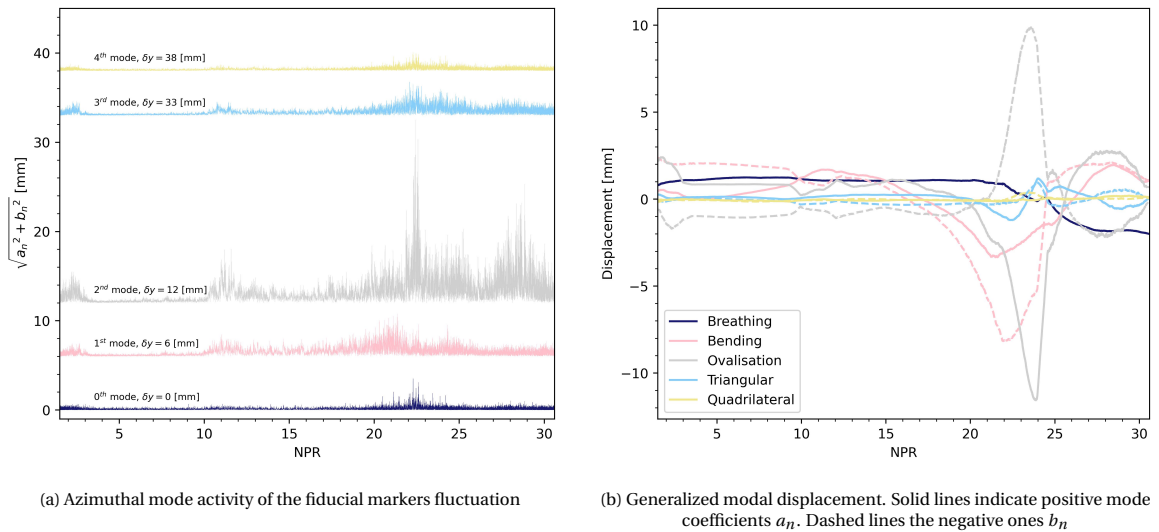 40
30
20
10
0
5
10
15
20
25
30
NPR
√aₙ² + bₙ² [mm]
4ᵗʰ mode, δy = 38 [mm]
3ʳᵈ mode, δy = 33 [mm]
2ⁿᵈ mode, δy = 12 [mm]
1ˢᵗ mode, δy = 6 [mm]
0ᵗʰ mode, δy = 0 [mm]
(a) Azimuthal mode activity of the fiducial markers fluctuation
10
5
0
−5
−10
5
10
15
20
25
30
NPR
Displacement [mm]
Breathing
Bending
Ovalisation
Triangular
Quadrilateral
(b) Generalized modal displacement. Solid lines indicate positive mode
coefficients aₙ. Dashed lines the negative ones bₙ